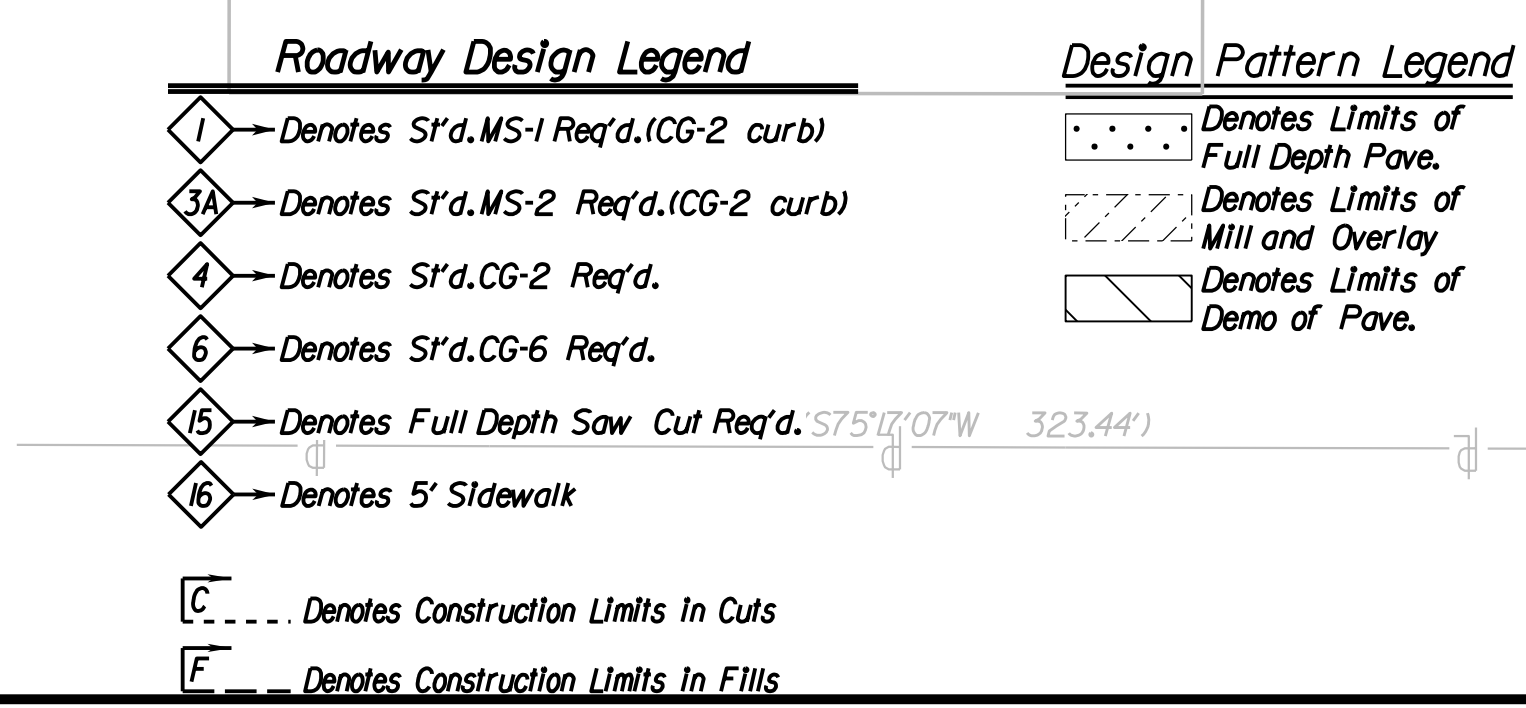 Roadway Design Legend
1 Denotes St'd. MS-1 Req'd. (CG-2 curb)
3A Denotes St'd. MS-2 Req'd. (CG-2 curb)
4 Denotes St'd. CG-2 Req'd.
6 Denotes St'd. CG-6 Req'd.
15 Denotes Full Depth Saw Cut Req'd.
S75°17'07"W 323.44')
16 Denotes 5' Sidewalk
C Denotes Construction Limits in Cuts
F Denotes Construction Limits in Fills
Design Pattern Legend
Denotes Limits of
Full Depth Pave.
Denotes Limits of
Mill and Overlay
Denotes Limits of
Demo of Pave.